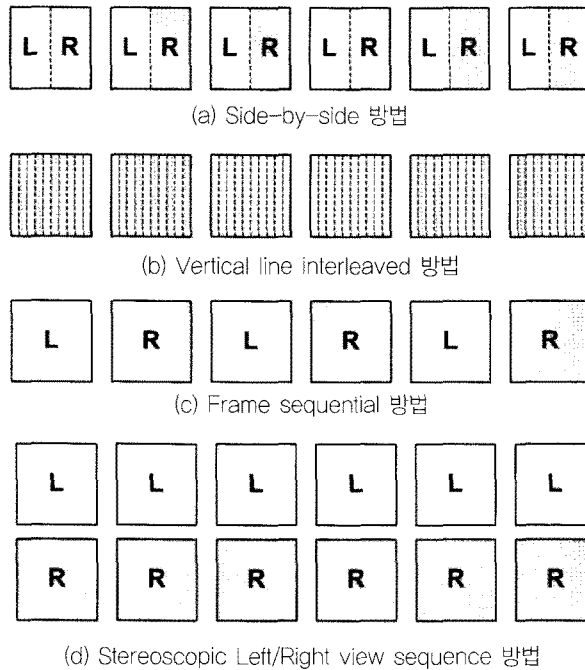 L R L R L R L R L R L R
(a) Side-by-side 방법
(b) Vertical line interleaved 방법
L R L R L R
(c) Frame sequential 방법
L L L L L L
R R R R R R
(d) Stereoscopic Left/Right view sequence 방법